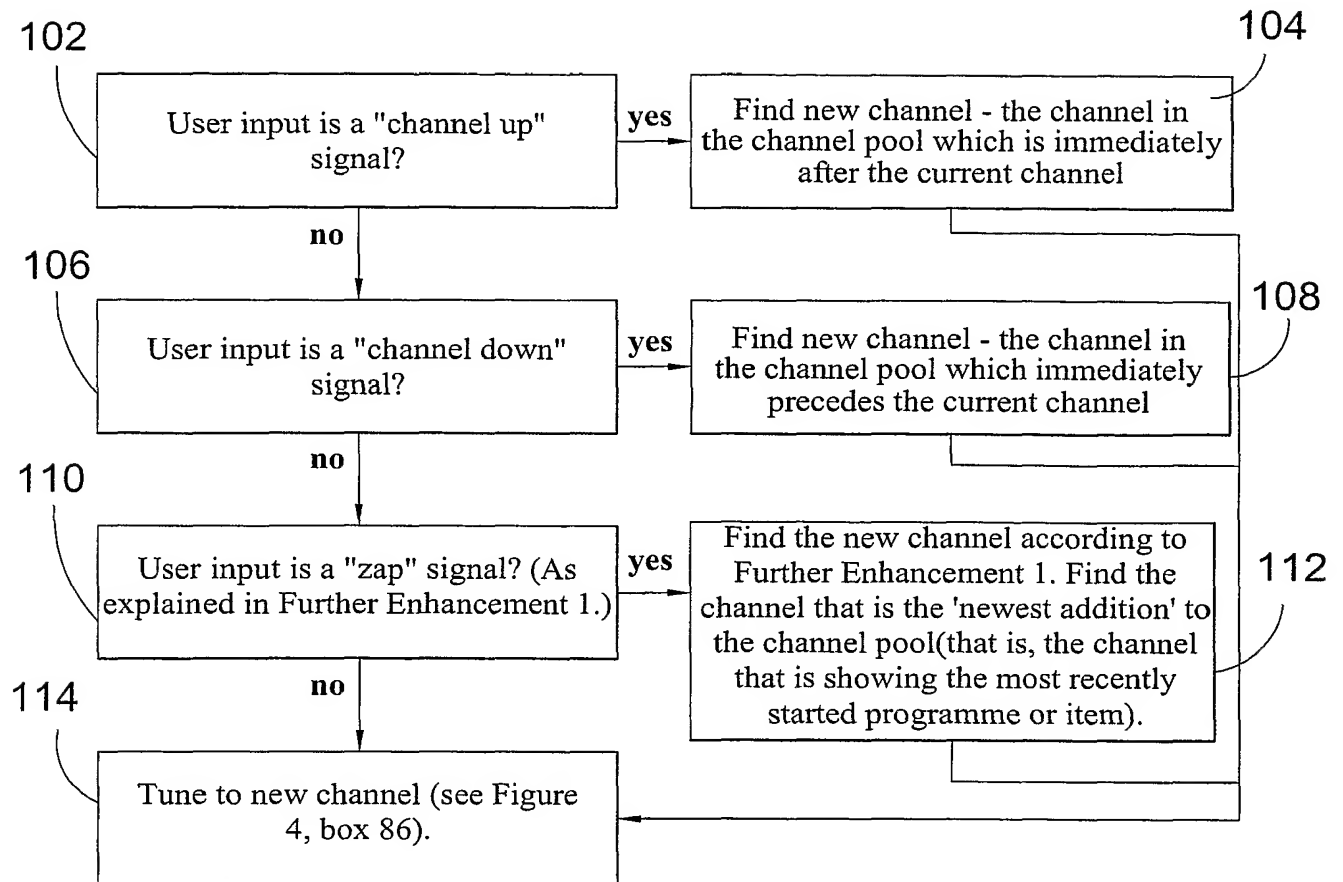 102
104
User input is a "channel up"
signal?
yes
Find new channel - the channel in
the channel pool which is immediately
after the current channel
no
106
108
User input is a "channel down"
signal?
yes
Find new channel - the channel in
the channel pool which immediately
precedes the current channel
no
110
112
User input is a "zap" signal? (As
explained in Further Enhancement 1.)
yes
Find the new channel according to
Further Enhancement 1. Find the
channel that is the 'newest addition' to
the channel pool(that is, the channel
that is showing the most recently
started programme or item).
no
114
Tune to new channel (see Figure
4, box 86).